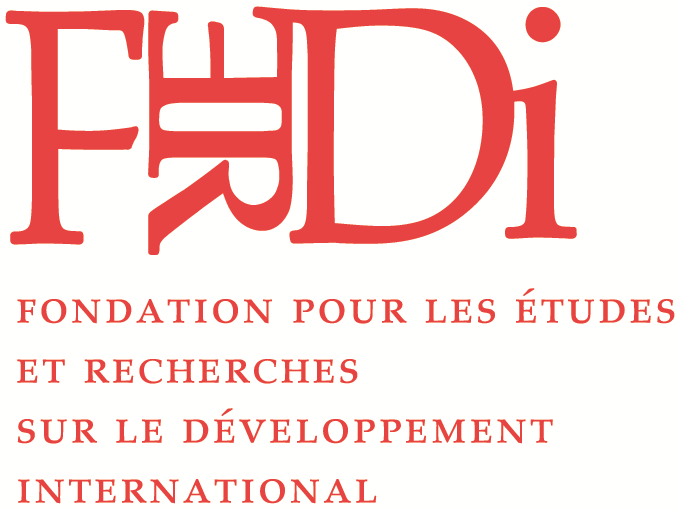 FERDi
FONDATION POUR LES ÉTUDES
ET RECHERCHES
SUR LE DÉVELOPPEMENT
INTERNATIONAL